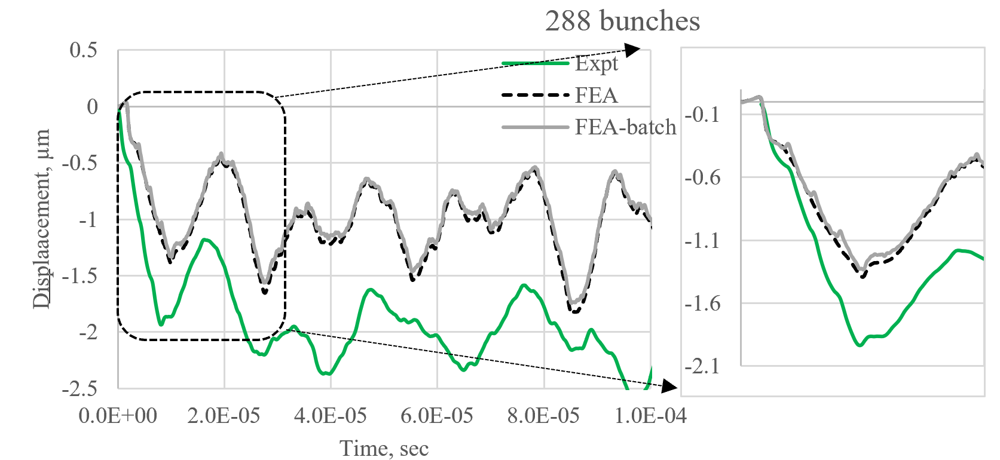 288 bunches
0.5
0
-0.5
-1
-1.5
-2
-2.5
Displaacement, μm
0.0E+00 2.0E-05 4.0E-05 6.0E-05 8.0E-05 1.0E-04
Time, sec
Expt
FEA
FEA-batch
-0.1
-0.6
-1.1
-1.6
-2.1